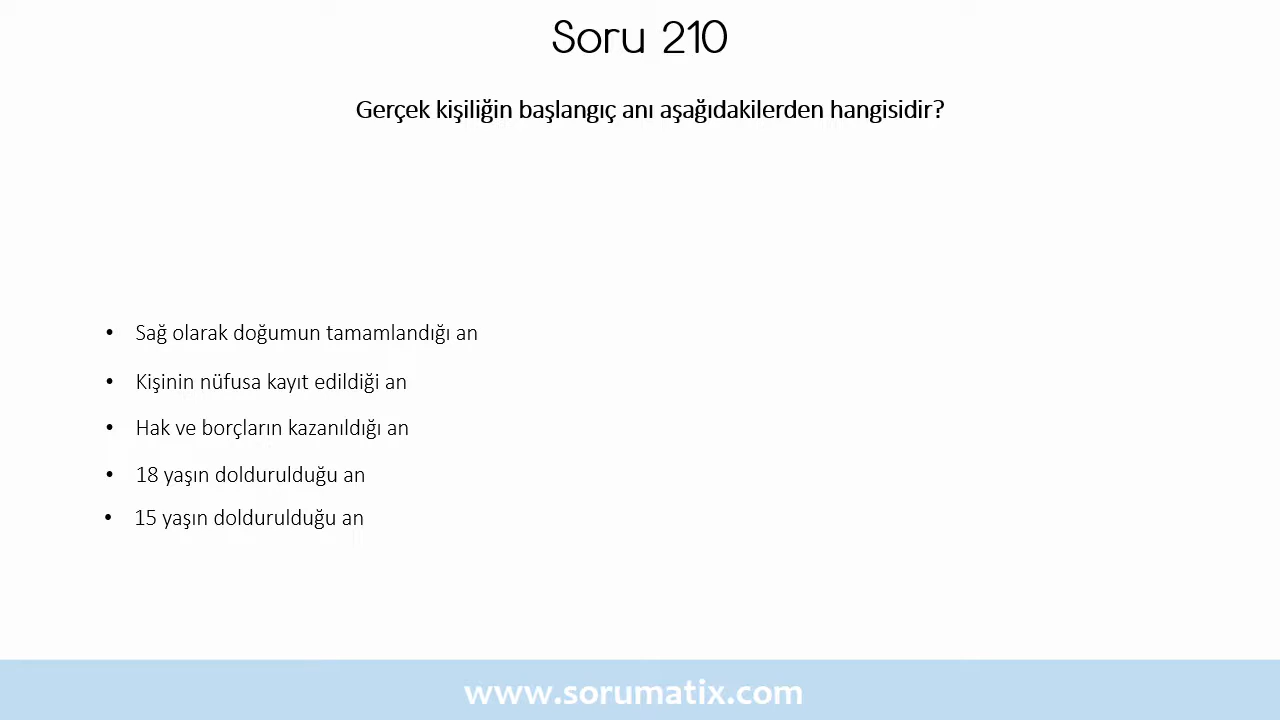 Soru 210
Gerçek kişiliğin başlangıç anı aşağıdakilerden hangisidir?
• Sağ olarak doğumun tamamlandığı an
• Kişinin nüfusa kayıt edildiği an
• Hak ve borçların kazanıldığı an
• 18 yaşın doldurulduğu an
• 15 yaşın doldurulduğu an
www.sorumatix.com